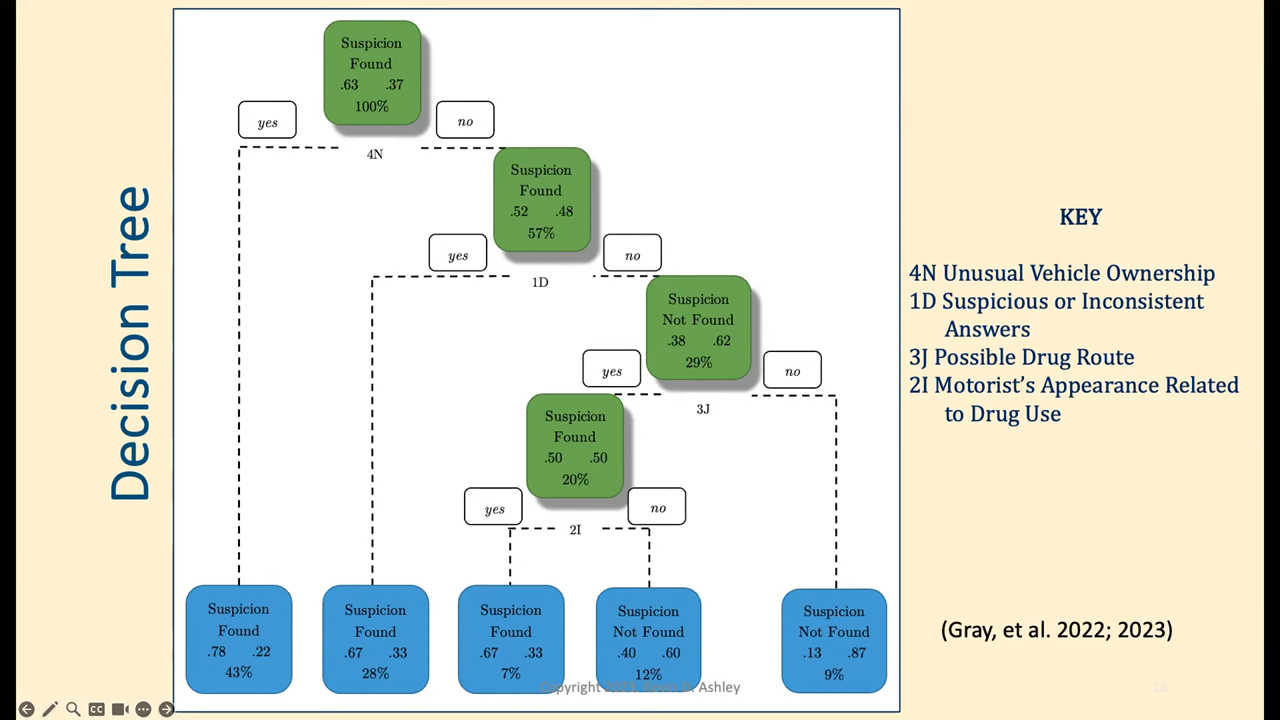 Decision Tree
Suspicion
Found
.63 .37
100%
yes
no
4N
Suspicion
Found
.52 .48
57%
yes
no
1D
Suspicion
Not Found
.38 .62
29%
yes
no
3J
Suspicion
Found
.50 .50
20%
yes
no
2I
Suspicion
Found
.78 .22
43%
Suspicion
Found
.67 .33
28%
Suspicion
Found
.67 .33
7%
Suspicion
Not Found
.40 .60
12%
Suspicion
Not Found
.13 .87
9%
KEY
4N Unusual Vehicle Ownership
1D Suspicious or Inconsistent
Answers
3J Possible Drug Route
2I Motorist’s Appearance Related
to Drug Use
(Gray, et al. 2022; 2023)
Copyright Ashley
CC